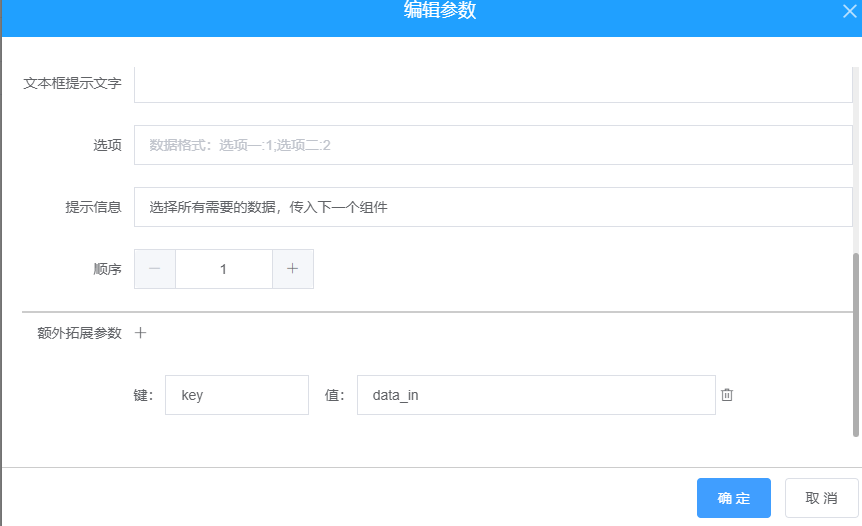 编辑参数
文本框提示文字
选项 数据格式：选项一:1;选项二:2
提示信息 选择所有需要的数据，传入下一个组件
顺序 1
额外拓展参数
键： key 值： data_in
确 定 取 消